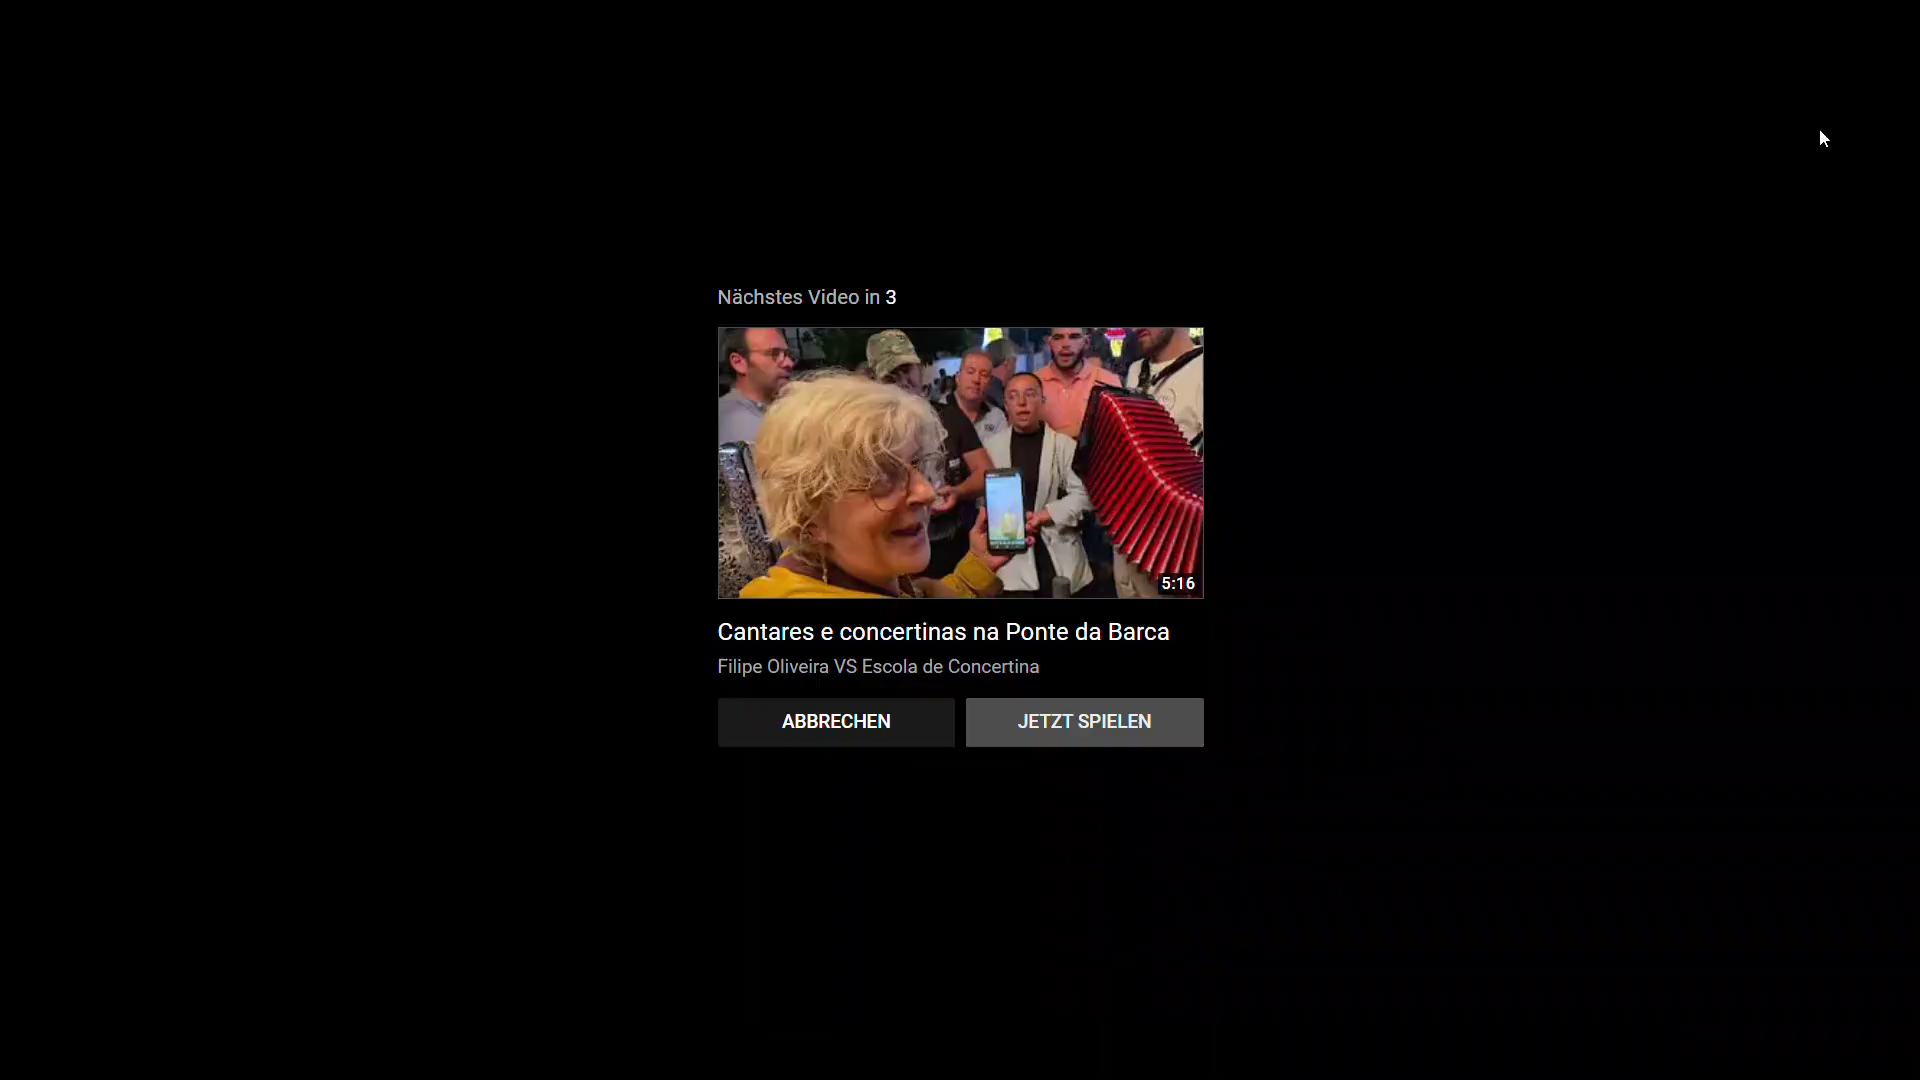 Nächstes Video in 3
5:16
Cantares e concertinas na Ponte da Barca
Filipe Oliveira VS Escola de Concertina
ABBRECHEN
JETZT SPIELEN